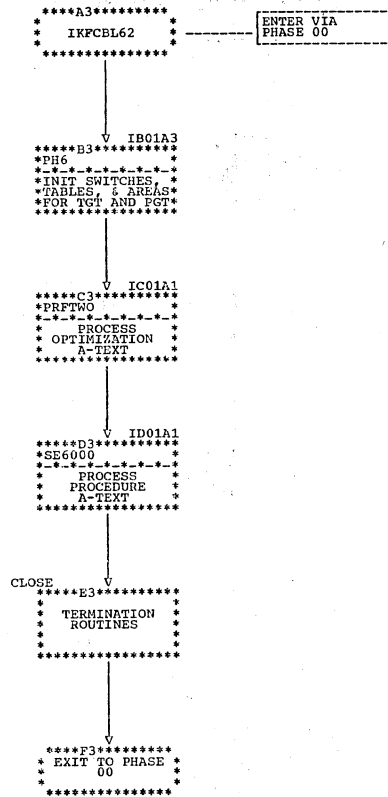 ****A3*********
IKFCBL62
ENTER VIA
PHASE 00
IB01A3
*****B3*********
*PH6 *
*-*-*-*-*-*-*-*-*
*INIT SWITCHES, *
*TABLES, & AREAS*
*FOR TGT AND PGT*
IC01A1
*****C3*********
*PRFTWO *
*-*-*-*-*-*-*-*-*
* PROCESS *
* OPTIMIZATION *
* A-TEXT *
ID01A1
*****D3*********
*SE6000 *
*-*-*-*-*-*-*-*-*
* PROCESS *
* PROCEDURE *
* A-TEXT *
CLOSE
*****E3*********
* TERMINATION *
* ROUTINES *
****F3*********
* EXIT TO PHASE *
* 00 *